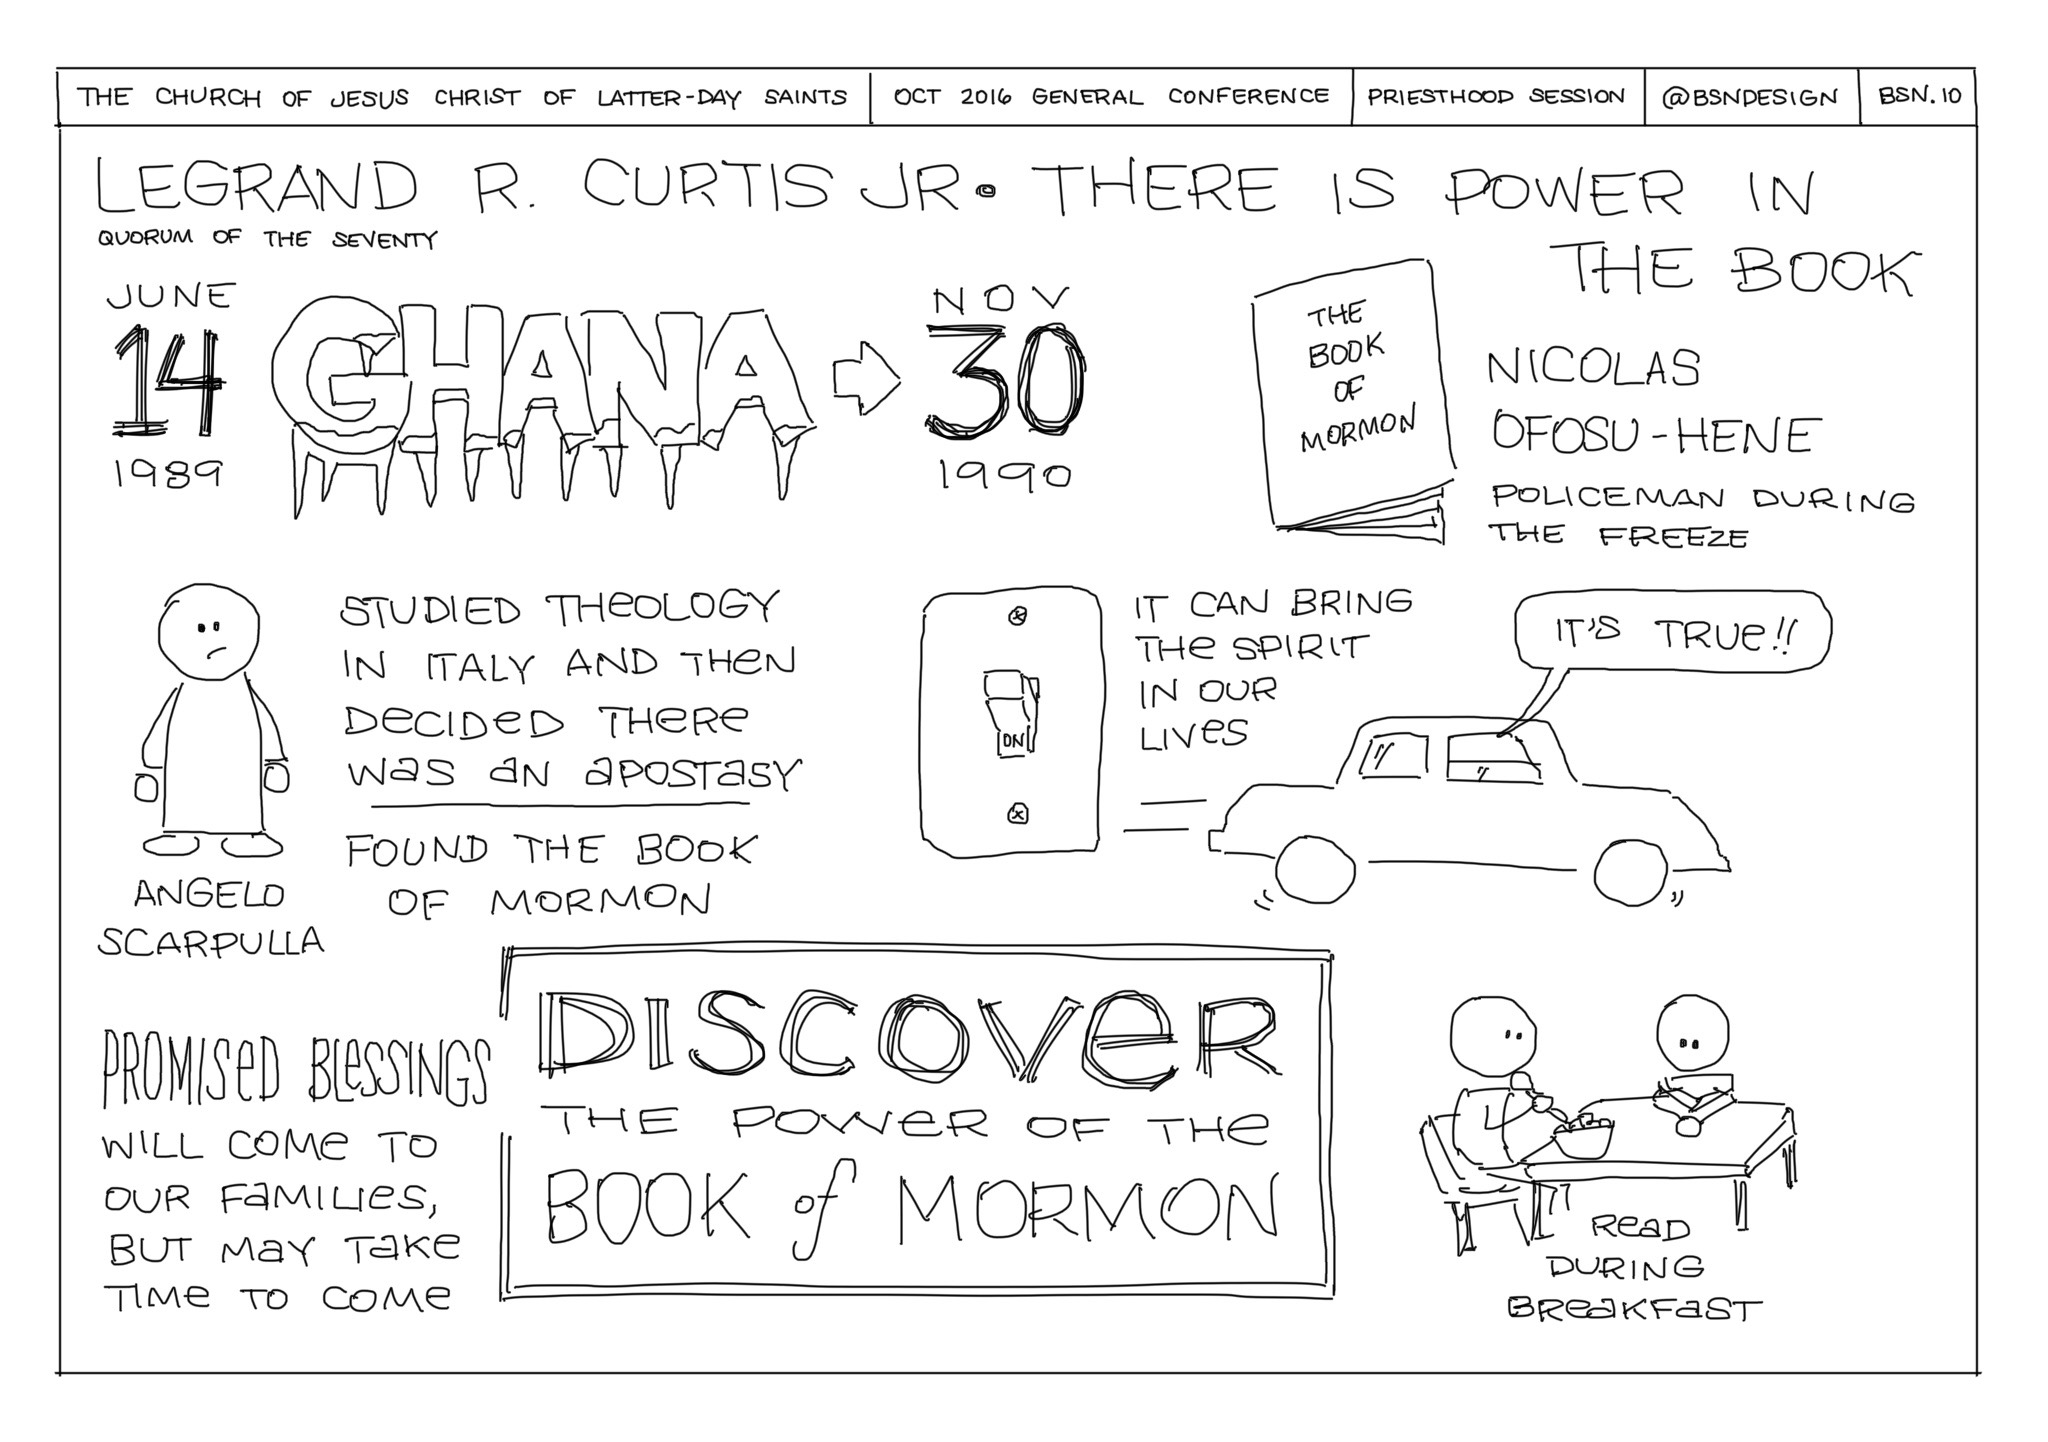 THE CHURCH OF JESUS CHRIST OF LATTER-DAY SAINTS
OCT 2016 GENERAL CONFERENCE
PRIESTHOOD SESSION
@BSNDESIGN
BSN.10
LEGRAND R. CURTIS JR. THERE IS POWER IN
THE BOOK
QUORUM OF THE SEVENTY
JUNE
14
1989
GHANA
NOV
30
1990
THE
BOOK
OF
MORMON
NICOLAS
OFOSU-HENE
POLICEMAN DURING
THE FREEZE
ANGELO
SCARPULLA
STUDIED THEOLOGY
IN ITALY AND THEN
DECIDED THERE
WAS AN APOSTASY
FOUND THE BOOK
OF MORMON
ON
IT CAN BRING
THE SPIRIT
IN OUR
LIVES
IT'S TRUE!!
PROMISED BLESSINGS
WILL COME TO
OUR FAMILIES,
BUT MAY TAKE
TIME TO COME
DISCOVER
THE POWER OF THE
BOOK of MORMON
READ
DURING
BREAKFAST